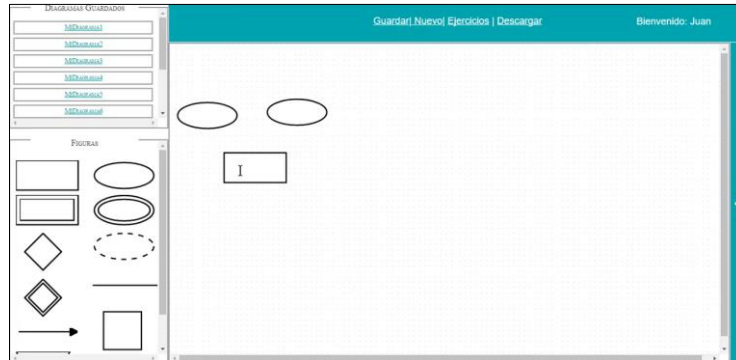 Diagramas Guardados
MiDiagrama1
MiDiagrama2
MiDiagrama3
MiDiagrama4
MiDiagrama5
MiDiagrama6
Figuras
Guardar| Nuevo| Ejercicios | Descargar
Bienvenido: Juan